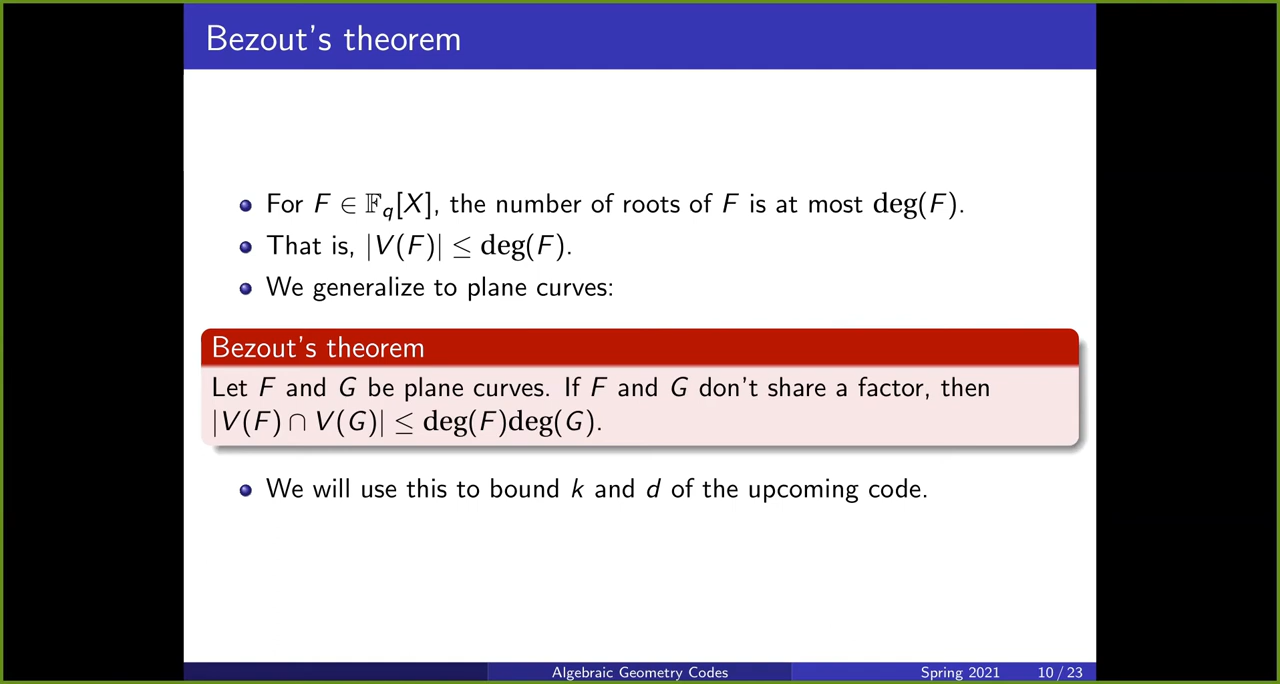 Bezout's theorem
For F ∈ 𝔽_q[X], the number of roots of F is at most deg(F).
That is, |V(F)| ≤ deg(F).
We generalize to plane curves:
Bezout's theorem
Let F and G be plane curves. If F and G don't share a factor, then
|V(F) ∩ V(G)| ≤ deg(F)deg(G).
We will use this to bound k and d of the upcoming code.
Algebraic Geometry Codes Spring 2021 10 / 23